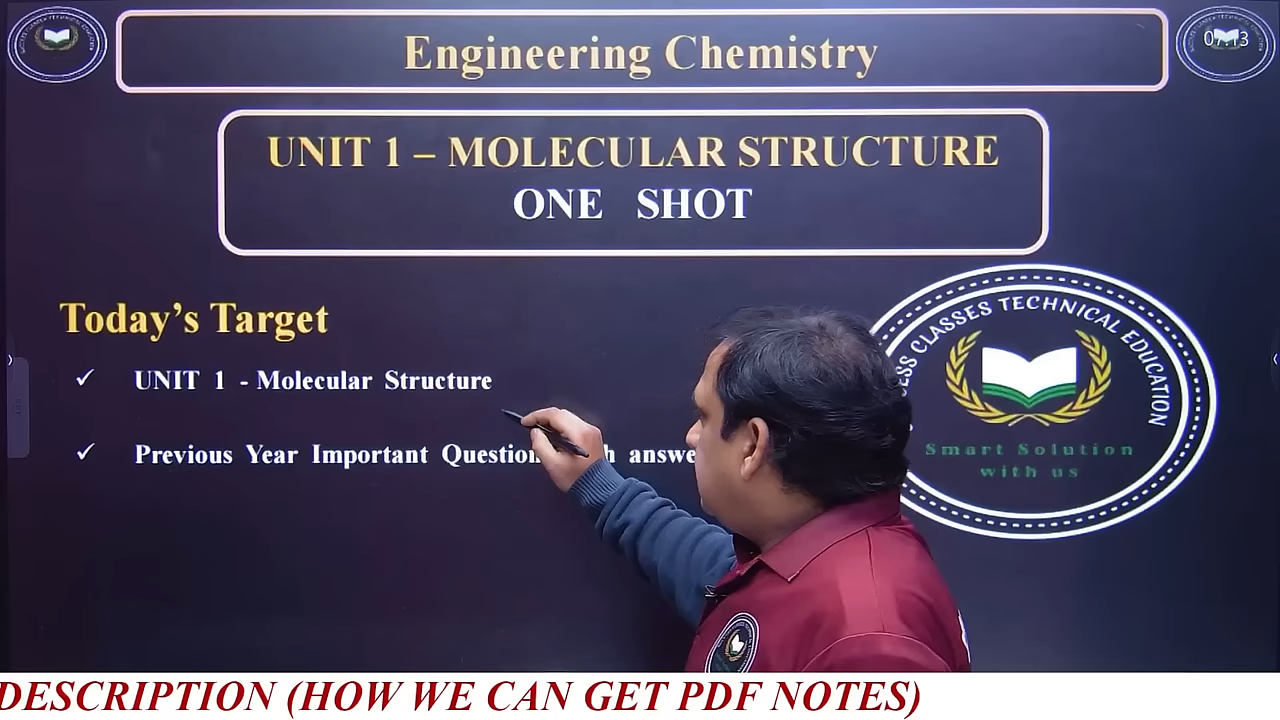 Engineering Chemistry
UNIT 1 – MOLECULAR STRUCTURE
ONE SHOT
Today's Target
✓ UNIT 1 - Molecular Structure
✓ Previous Year Important Question
CLASSES TECHNICAL EDUCATION
Smart Solution
with us
DESCRIPTION (HOW WE CAN GET PDF NOTES)